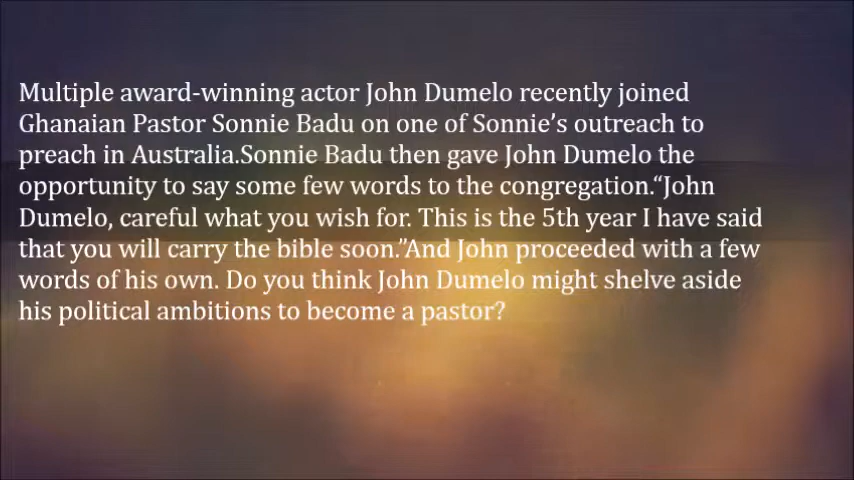 Multiple award-winning actor John Dumelo recently joined
Ghanaian Pastor Sonnie Badu on one of Sonnie’s outreach to
preach in Australia.Sonnie Badu then gave John Dumelo the
opportunity to say some few words to the congregation.“John
Dumelo, careful what you wish for. This is the 5th year I have said
that you will carry the bible soon.”And John proceeded with a few
words of his own. Do you think John Dumelo might shelve aside
his political ambitions to become a pastor?